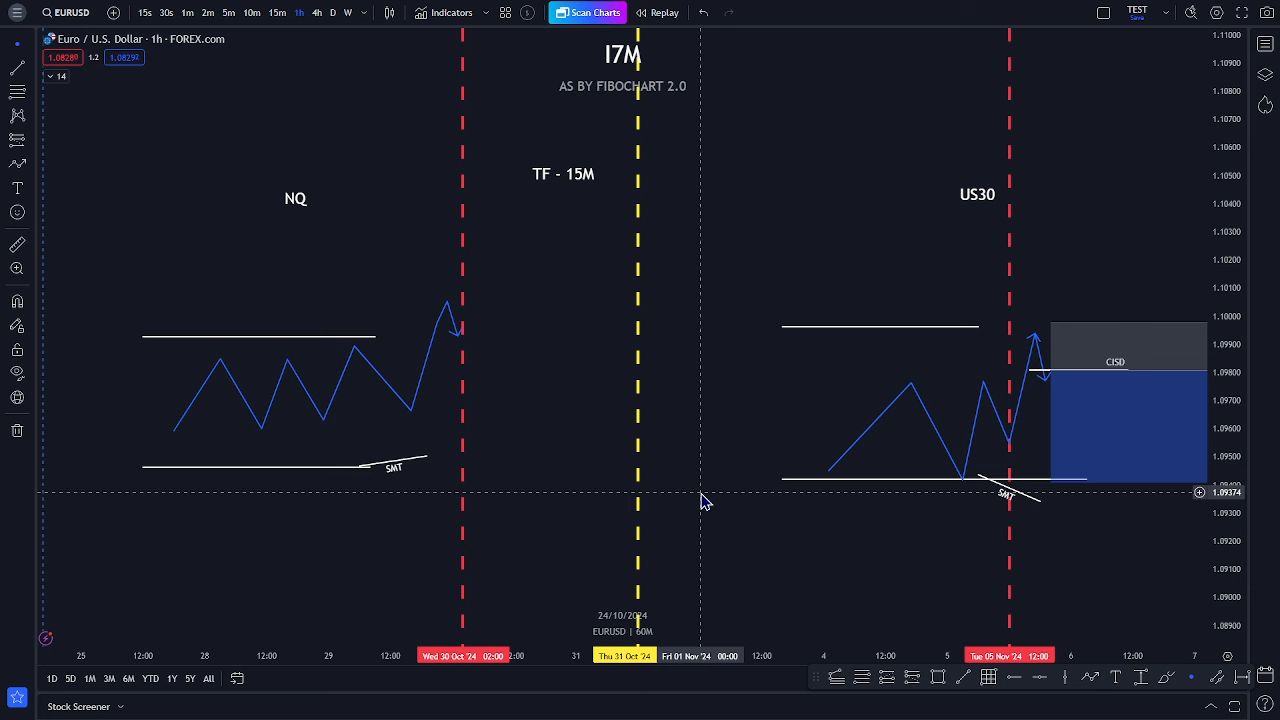 EURUSD 15s 30s 1m 2m 5m 10m 15m 1h 4h D W Indicators Scan Charts Replay TEST
Save
Euro / U.S. Dollar · 1h · FOREX.com
1.08280 1.2 1.08292
14
I7M
AS BY FIBOCHART 2.0
TF - 15M
NQ
US30
CISD
SMT
SMT
1.11000
1.10900
1.10800
1.10700
1.10600
1.10500
1.10400
1.10300
1.10200
1.10100
1.10000
1.09900
1.09800
1.09700
1.09600
1.09500
1.09374
1.09300
1.09200
1.09100
1.09000
1.08900
24/10/2024
EURUSD | 60M
25 12:00 28 12:00 29 12:00 Wed 30 Oct '24 02:00 2:00 31 Thu 31 Oct '24 Fri 01 Nov '24 00:00 12:00 4 12:00 5 Tue 05 Nov '24 12:00 6 12:00 7
1D 5D 1M 3M 6M YTD 1Y 5Y All
Stock Screener